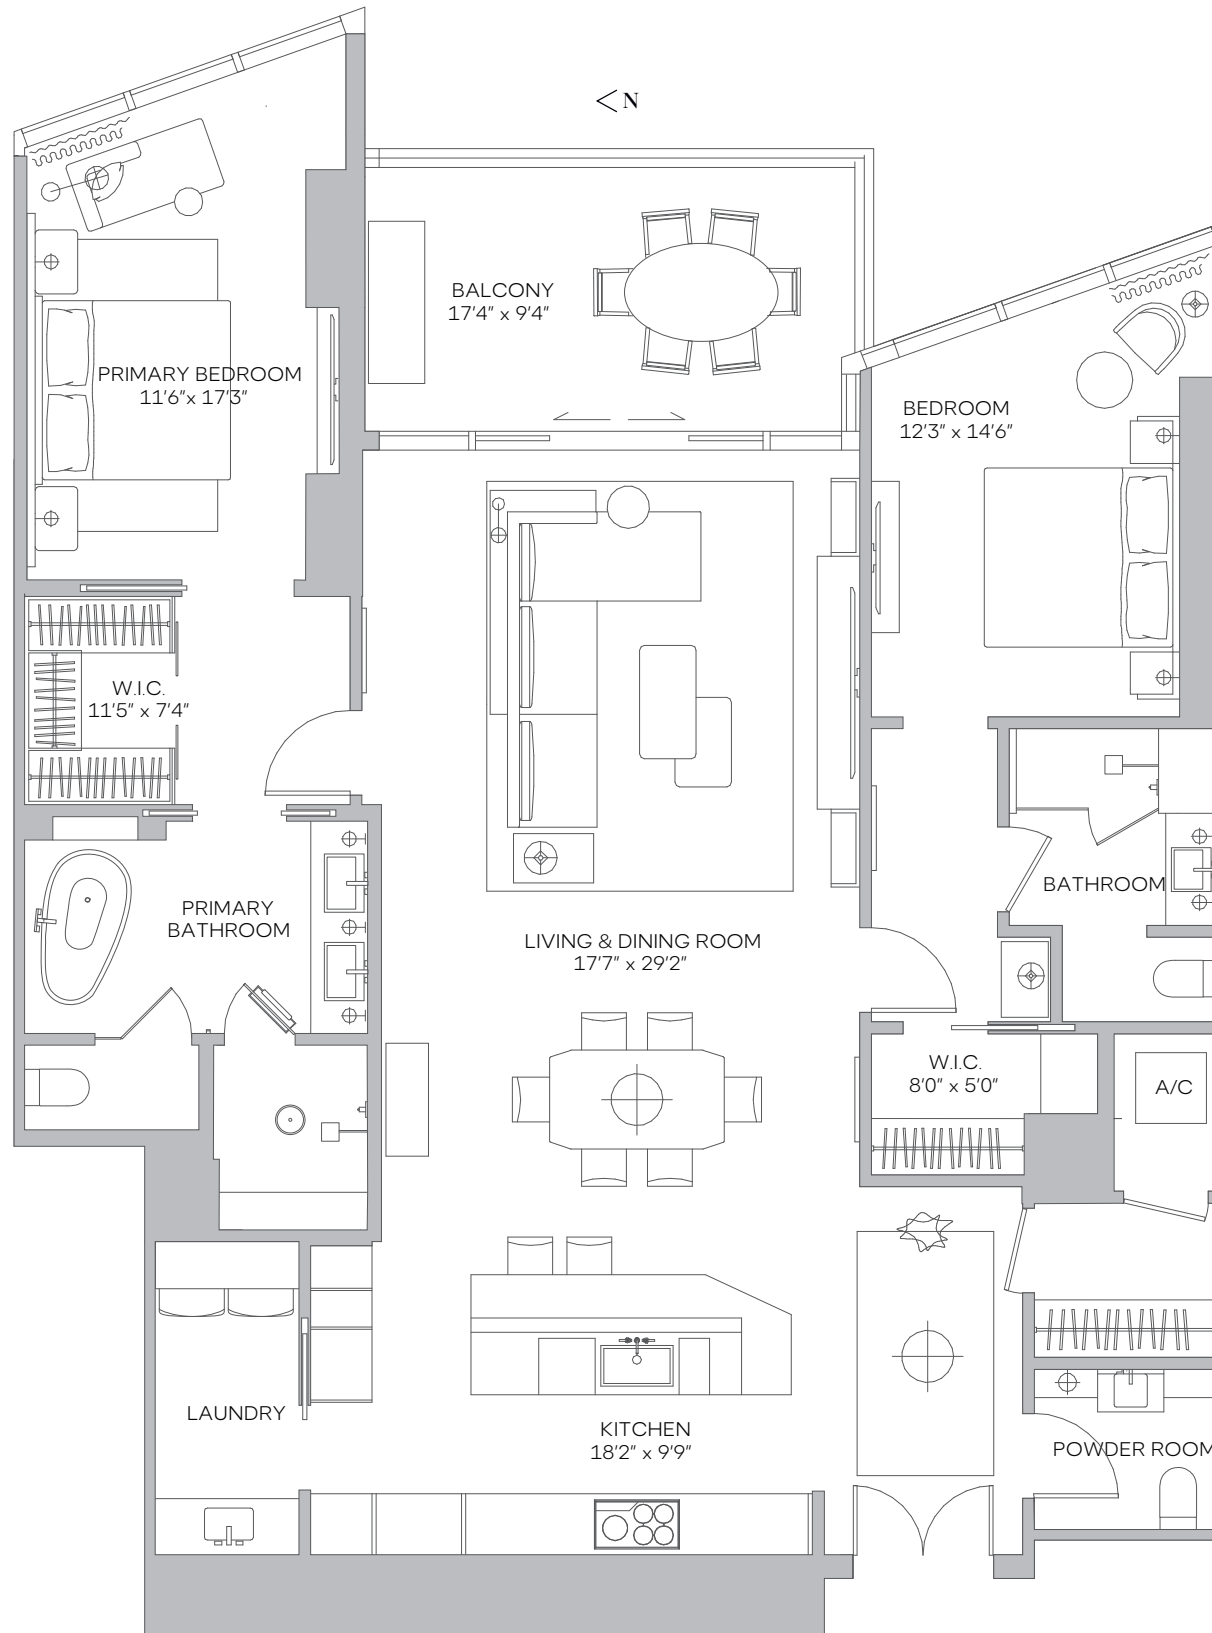 N
BALCONY
17'4" x 9'4"
PRIMARY BEDROOM
11'6"x 17'3"
BEDROOM
12'3" x 14'6"
W.I.C.
11'5" x 7'4"
BATHROOM
PRIMARY
BATHROOM
LIVING & DINING ROOM
17'7" x 29'2"
W.I.C.
8'0" x 5'0"
A/C
LAUNDRY
KITCHEN
18'2" x 9'9"
POWDER ROOM